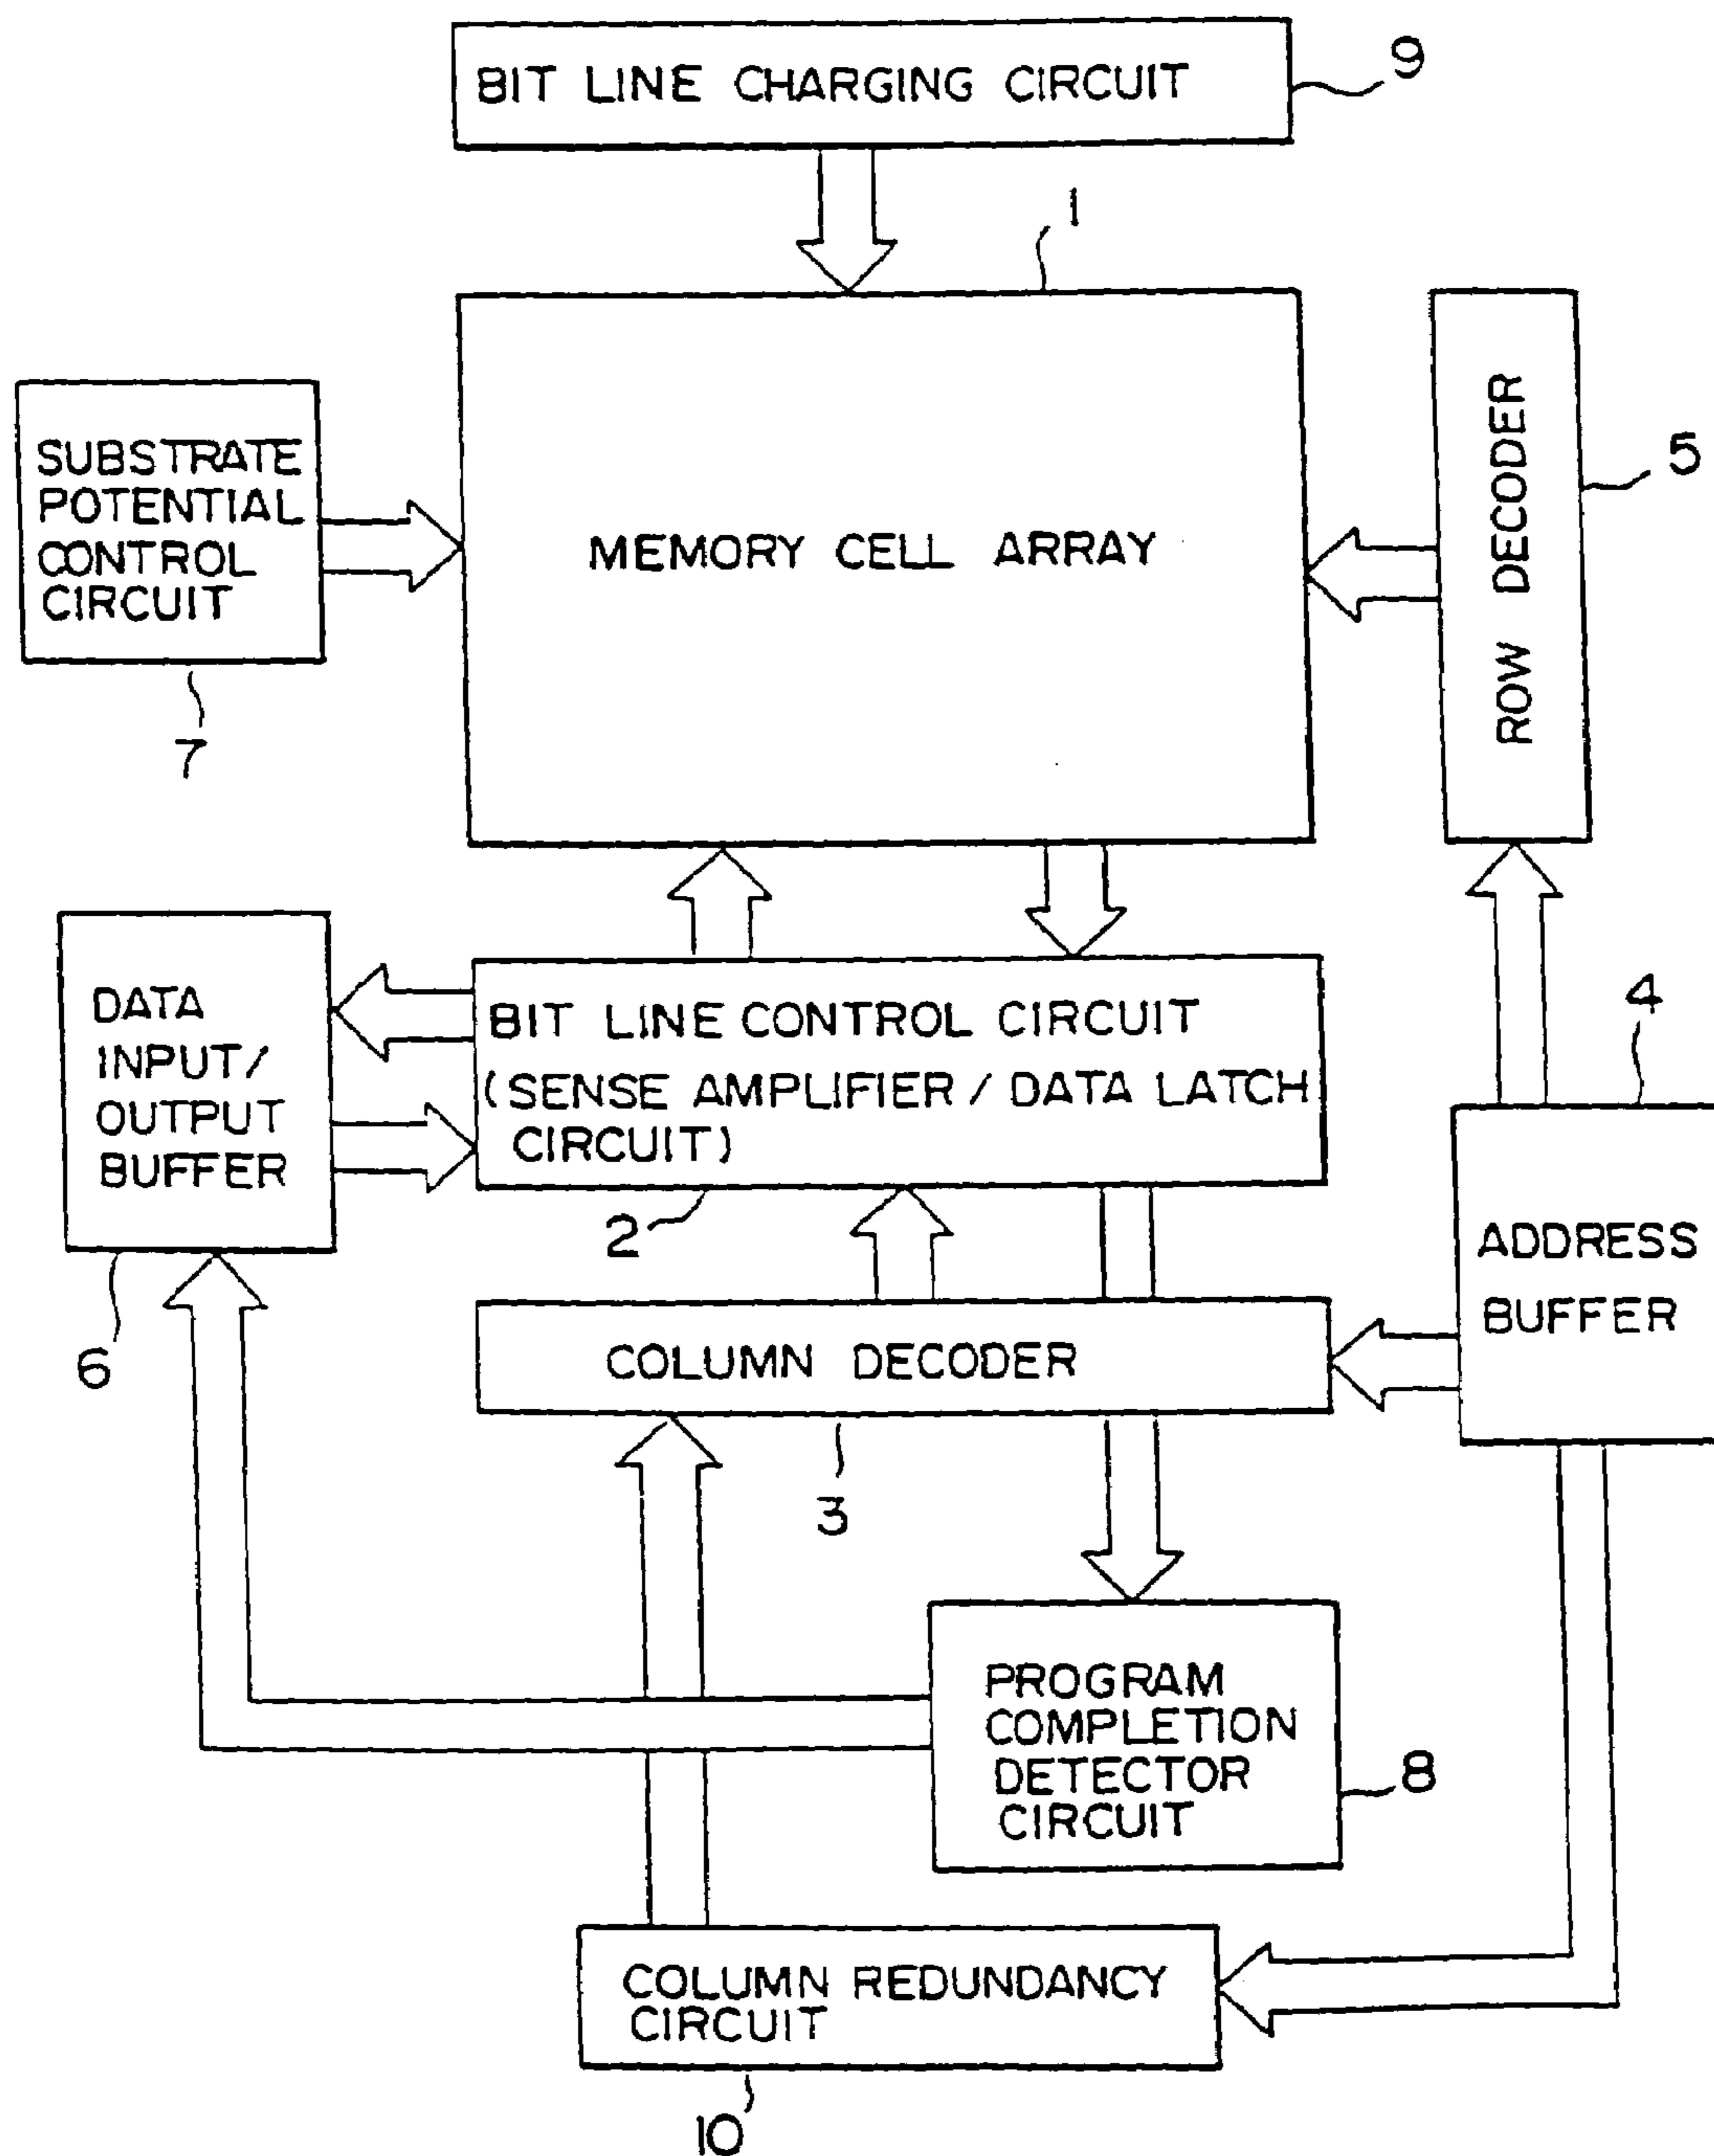 BIT LINE CHARGING CIRCUIT
9
1
MEMORY CELL ARRAY
SUBSTRATE
POTENTIAL
CONTROL
CIRCUIT
7
ROW DECODER
5
DATA
INPUT/
OUTPUT
BUFFER
6
BIT LINE CONTROL CIRCUIT
(SENSE AMPLIFIER / DATA LATCH
CIRCUIT)
2
4
ADDRESS
BUFFER
COLUMN DECODER
3
PROGRAM
COMPLETION
DETECTOR
CIRCUIT
8
COLUMN REDUNDANCY
CIRCUIT
10